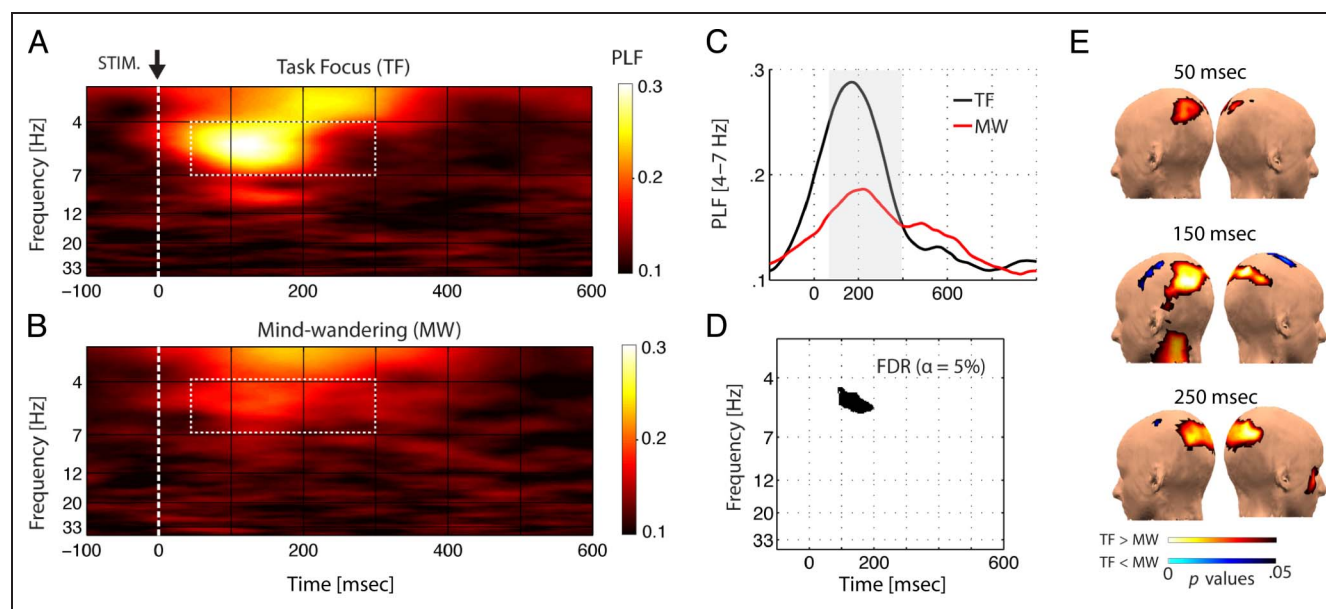 A
STIM.
Task Focus (TF)
PLF
0.3
0.2
0.1
Frequency [Hz]
4
7
12
20
33
−100
0
200
400
600
B
Mind-wandering (MW)
0.3
0.2
0.1
Frequency [Hz]
4
7
12
20
33
-100
0
200
400
600
Time [msec]
C
.3
.2
.1
PLF [4–7 Hz]
TF
MW
0
200
600
D
FDR (α = 5%)
Frequency [Hz]
4
7
12
20
33
0
200
600
Time [msec]
E
50 msec
150 msec
250 msec
TF > MW
TF < MW
0
.05
p values